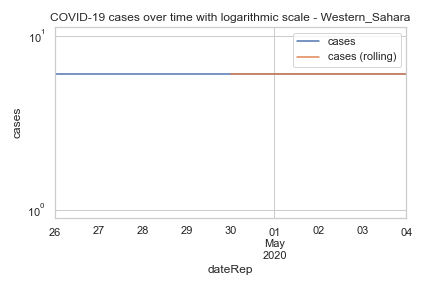 COVID-19 cases over time with logarithmic scale - Western_Sahara
10¹
cases
cases (rolling)
cases
10⁰
26
27
28
29
30
01
02
03
04
May
2020
dateRep